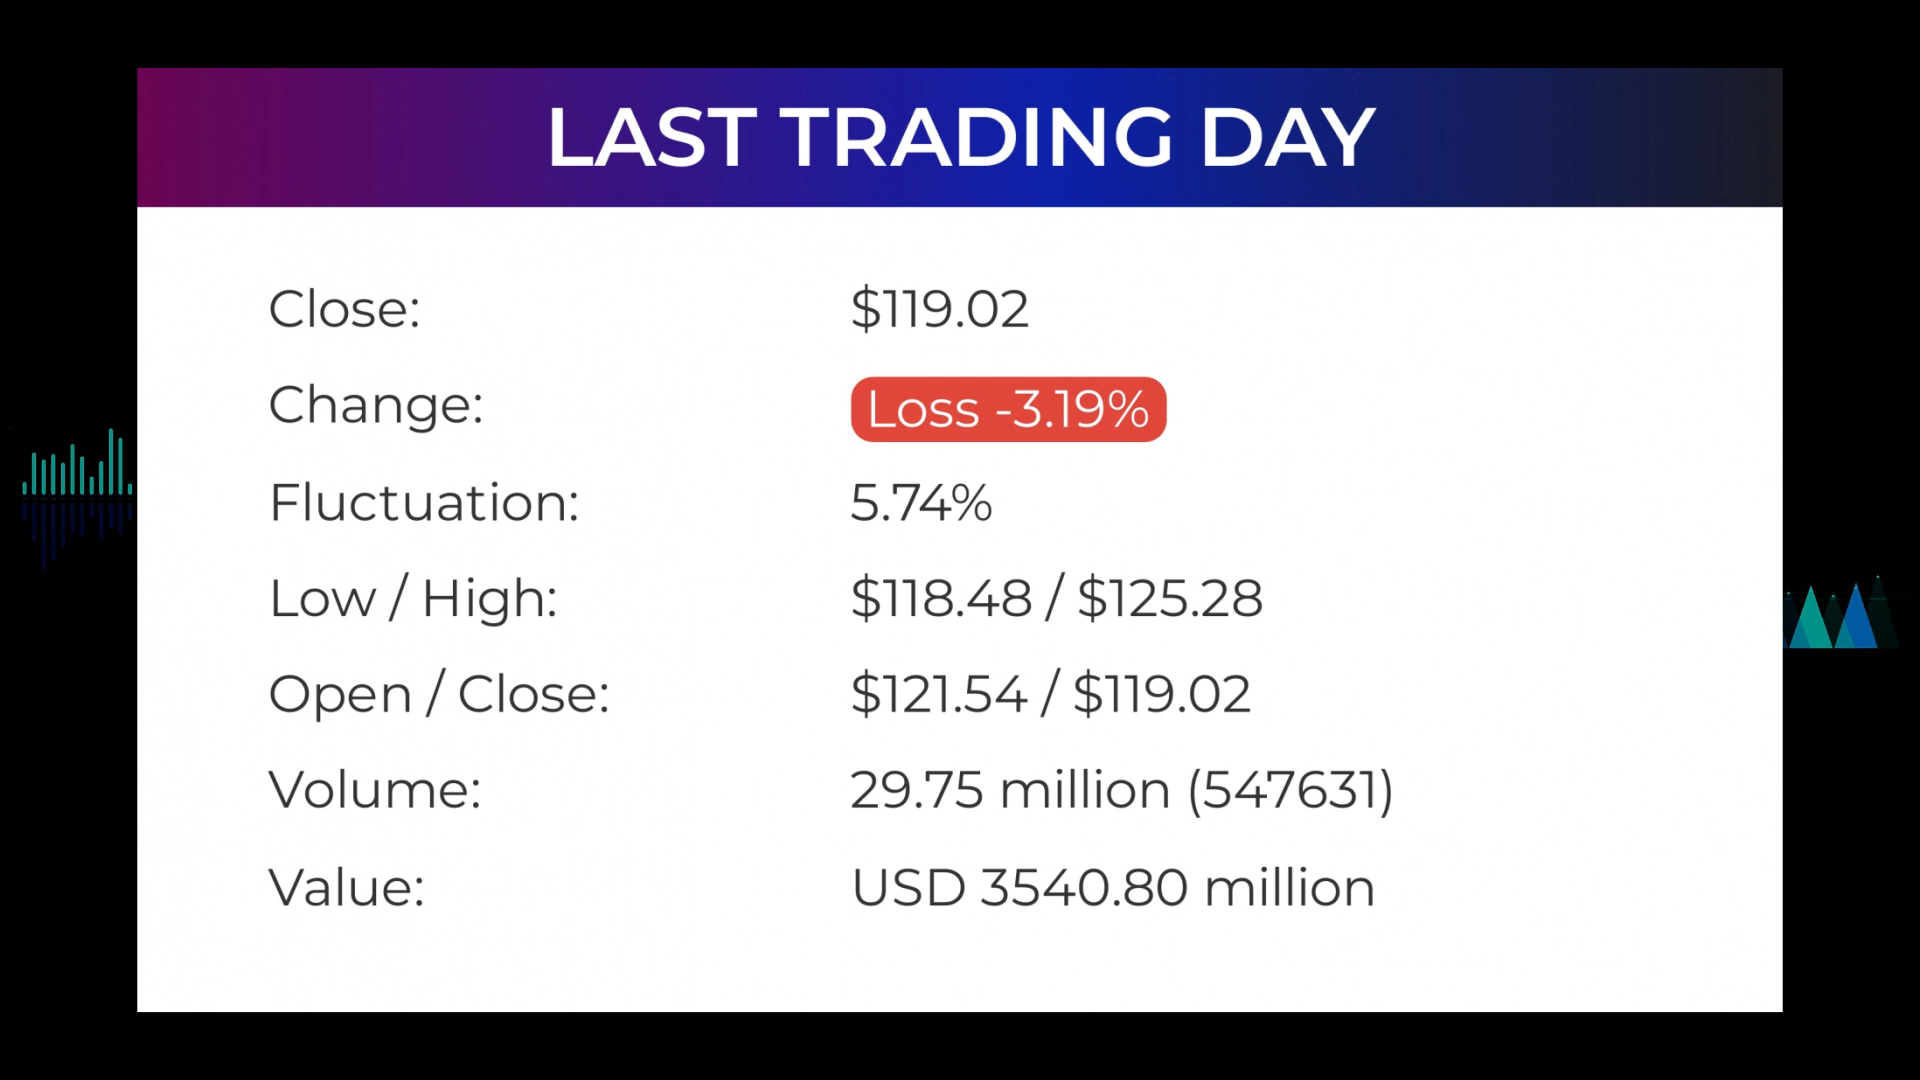 LAST TRADING DAY
Close: $119.02
Change: Loss -3.19%
Fluctuation: 5.74%
Low / High: $118.48 / $125.28
Open / Close: $121.54 / $119.02
Volume: 29.75 million (547631)
Value: USD 3540.80 million